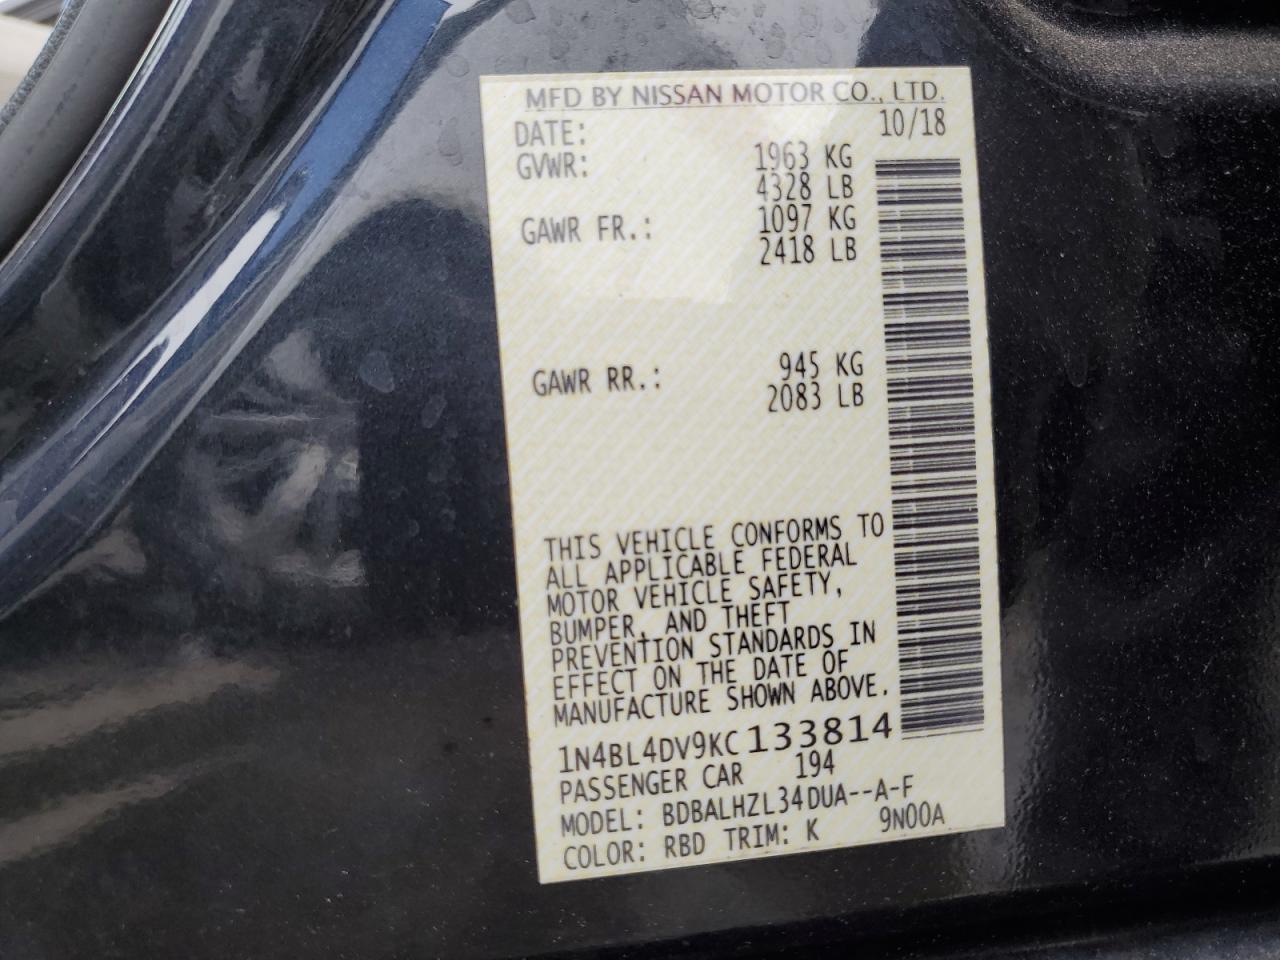 MFD BY NISSAN MOTOR CO., LTD.
DATE: 10/18
GVWR: 1963 KG
4328 LB
GAWR FR.: 1097 KG
2418 LB
GAWR RR.: 945 KG
2083 LB
THIS VEHICLE CONFORMS TO
ALL APPLICABLE FEDERAL
MOTOR VEHICLE SAFETY,
BUMPER, AND THEFT
PREVENTION STANDARDS IN
EFFECT ON THE DATE OF
MANUFACTURE SHOWN ABOVE.
1N4BL4DV9KC133814
PASSENGER CAR 194
MODEL: BDBALHZL34DUA--A-F
COLOR: RBD TRIM: K 9N00A